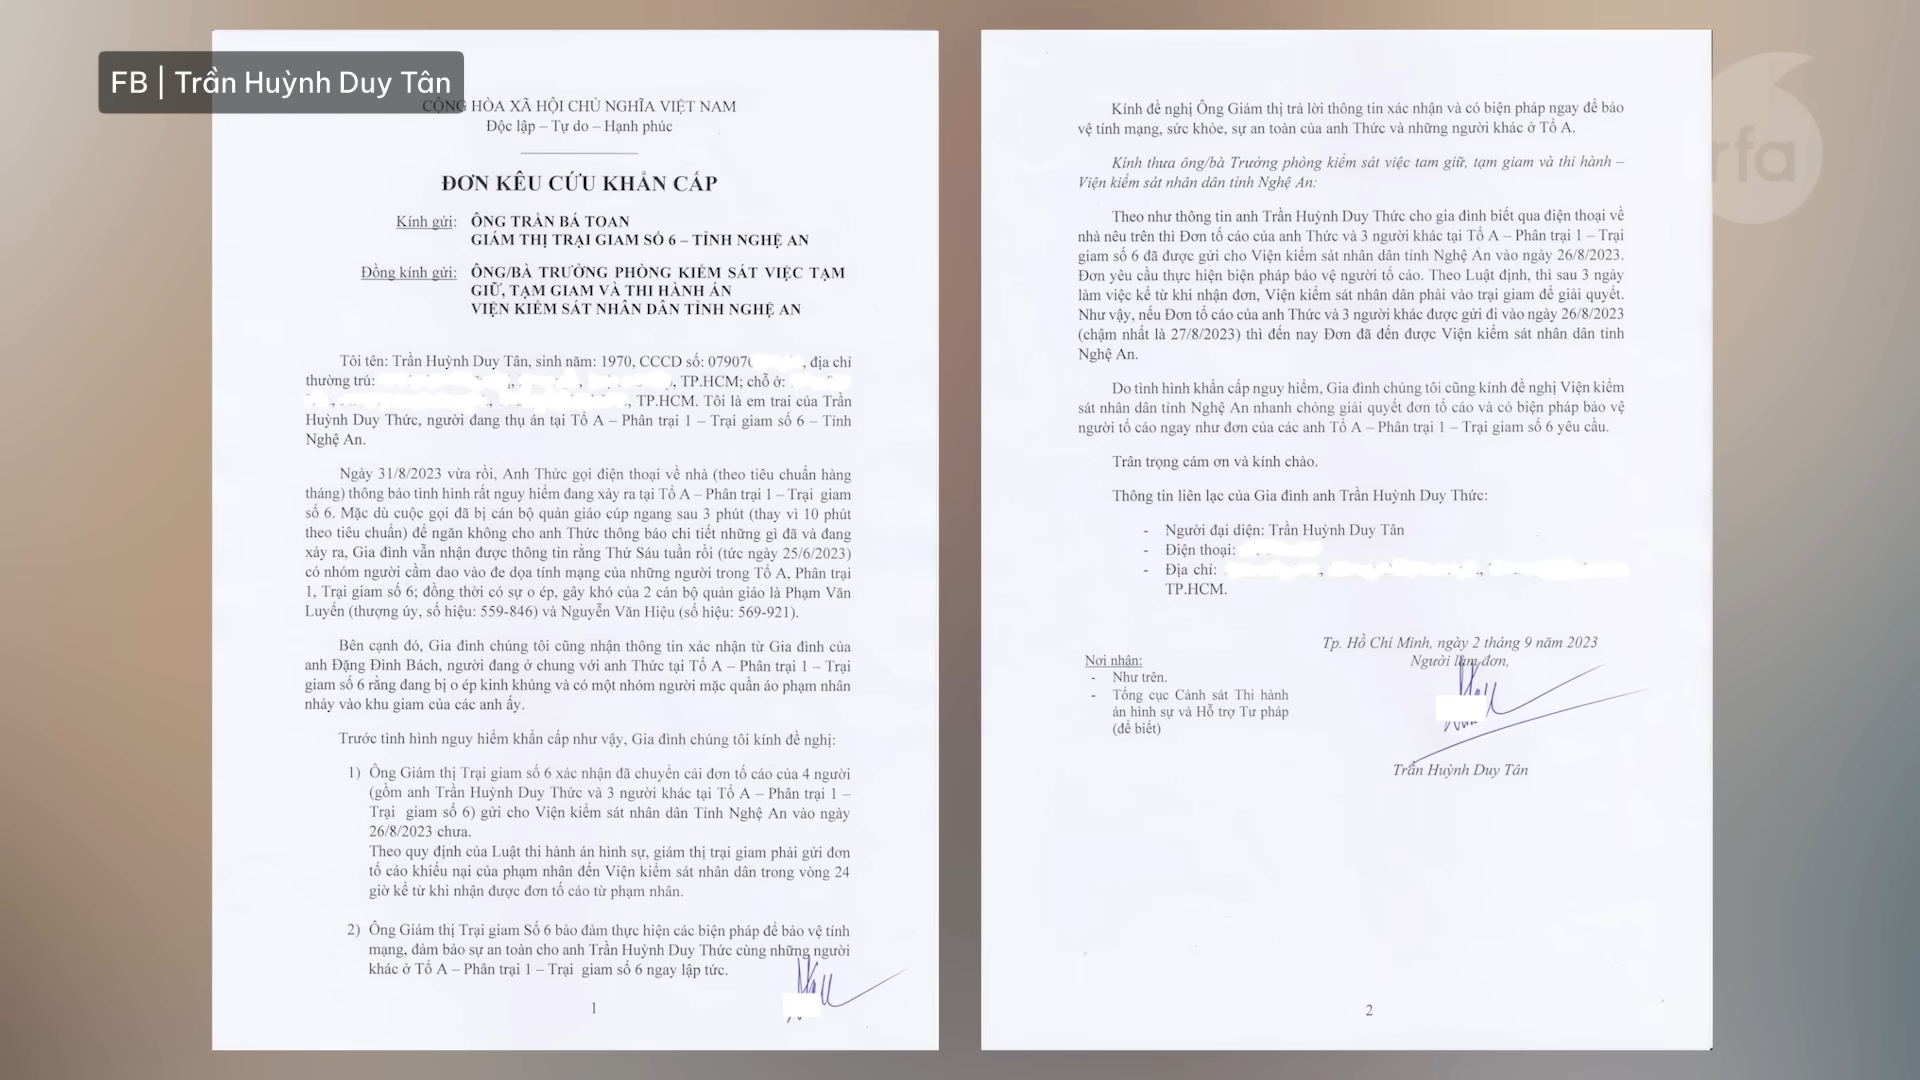 FB | Trần Huỳnh Duy Tân
CỘNG HÒA XÃ HỘI CHỦ NGHĨA VIỆT NAM
Độc lập – Tự do – Hạnh phúc
ĐƠN KÊU CỨU KHẨN CẤP
Kính gửi: ÔNG TRẦN BÁ TOAN
GIÁM THỊ TRẠI GIAM SỐ 6 – TỈNH NGHỆ AN
Đồng kính gửi: ÔNG/BÀ TRƯỞNG PHÒNG KIỂM SÁT VIỆC TẠM
GIỮ, TẠM GIAM VÀ THI HÀNH ÁN
VIỆN KIỂM SÁT NHÂN DÂN TỈNH NGHỆ AN
Tôi tên: Trần Huỳnh Duy Tân, sinh năm: 1970, CCCD số: 07907 , địa chỉ
thường trú: , TP.HCM; chỗ ở:
, TP.HCM. Tôi là em trai của Trần
Huỳnh Duy Thức, người đang thụ án tại Tổ A – Phân trại 1 – Trại giam số 6 – Tỉnh
Nghệ An.
Ngày 31/8/2023 vừa rồi, Anh Thức gọi điện thoại về nhà (theo tiêu chuẩn hàng
tháng) thông báo tình hình rất nguy hiểm đang xảy ra tại Tổ A – Phân trại 1 – Trại giam
số 6. Mặc dù cuộc gọi đã bị cán bộ quản giáo cúp ngang sau 3 phút (thay vì 10 phút
theo tiêu chuẩn) để ngăn không cho anh Thức thông báo chi tiết những gì đã và đang
xảy ra, Gia đình vẫn nhận được thông tin rằng Thứ Sáu tuần rồi (tức ngày 25/6/2023)
có nhóm người cầm dao vào đe dọa tính mạng của những người trong Tổ A, Phân trại
1, Trại giam số 6; đồng thời có sự o ép, gây khó của 2 cán bộ quản giáo là Phạm Văn
Luyến (thượng úy, số hiệu: 559-846) và Nguyễn Văn Hiệu (số hiệu: 569-921).
Bên cạnh đó, Gia đình chúng tôi cũng nhận thông tin xác nhận từ Gia đình của
anh Đặng Đình Bách, người đang ở chung với anh Thức tại Tổ A – Phân trại 1 – Trại
giam số 6 rằng đang bị o ép kinh khủng và có một nhóm người mặc quần áo phạm nhân
nhảy vào khu giam của các anh ấy.
Trước tình hình nguy hiểm khẩn cấp như vậy, Gia đình chúng tôi kính đề nghị:
1) Ông Giám thị Trại giam số 6 xác nhận đã chuyển cái đơn tố cáo của 4 người
(gồm anh Trần Huỳnh Duy Thức và 3 người khác tại Tổ A – Phân trại 1 –
Trại giam số 6) gửi cho Viện kiểm sát nhân dân Tỉnh Nghệ An vào ngày
26/8/2023 chưa.
Theo quy định của Luật thi hành án hình sự, giám thị trại giam phải gửi đơn
tố cáo khiếu nại của phạm nhân đến Viện kiểm sát nhân dân trong vòng 24
giờ kể từ khi nhận được đơn tố cáo từ phạm nhân.
2) Ông Giám thị Trại giam Số 6 bảo đảm thực hiện các biện pháp để bảo vệ tính
mạng, đảm bảo sự an toàn cho anh Trần Huỳnh Duy Thức cùng những người
khác ở Tổ A – Phân trại 1 – Trại giam số 6 ngay lập tức.
1
Kính đề nghị Ông Giám thị trả lời thông tin xác nhận và có biện pháp ngay để bảo
vệ tính mạng, sức khỏe, sự an toàn của anh Thức và những người khác ở Tổ A.
Kính thưa ông/bà Trưởng phòng kiểm sát việc tam giữ, tạm giam và thi hành –
Viện kiểm sát nhân dân tỉnh Nghệ An:
Theo như thông tin anh Trần Huỳnh Duy Thức cho gia đình biết qua điện thoại về
nhà nêu trên thì Đơn tố cáo của anh Thức và 3 người khác tại Tổ A – Phân trại 1 – Trại
giam số 6 đã được gửi cho Viện kiểm sát nhân dân tỉnh Nghệ An vào ngày 26/8/2023.
Đơn yêu cầu thực hiện biện pháp bảo vệ người tố cáo. Theo Luật định, thì sau 3 ngày
làm việc kể từ khi nhận đơn, Viện kiểm sát nhân dân phải vào trại giam để giải quyết.
Như vậy, nếu Đơn tố cáo của anh Thức và 3 người khác được gửi đi vào ngày 26/8/2023
(chậm nhất là 27/8/2023) thì đến nay Đơn đã đến được Viện kiểm sát nhân dân tỉnh
Nghệ An.
Do tình hình khẩn cấp nguy hiểm, Gia đình chúng tôi cũng kính đề nghị Viện kiểm
sát nhân dân tỉnh Nghệ An nhanh chóng giải quyết đơn tố cáo và có biện pháp bảo vệ
người tố cáo ngay như đơn của các anh Tổ A – Phân trại 1 – Trại giam số 6 yêu cầu.
Trân trọng cám ơn và kính chào.
Thông tin liên lạc của Gia đình anh Trần Huỳnh Duy Thức:
- Người đại diện: Trần Huỳnh Duy Tân
- Điện thoại:
- Địa chỉ:
TP.HCM.
Tp. Hồ Chí Minh, ngày 2 tháng 9 năm 2023
Người làm đơn,
Nơi nhận:
- Như trên.
- Tổng cục Cảnh sát Thi hành
án hình sự và Hỗ trợ Tư pháp
(để biết)
Trần Huỳnh Duy Tân
2
rfa